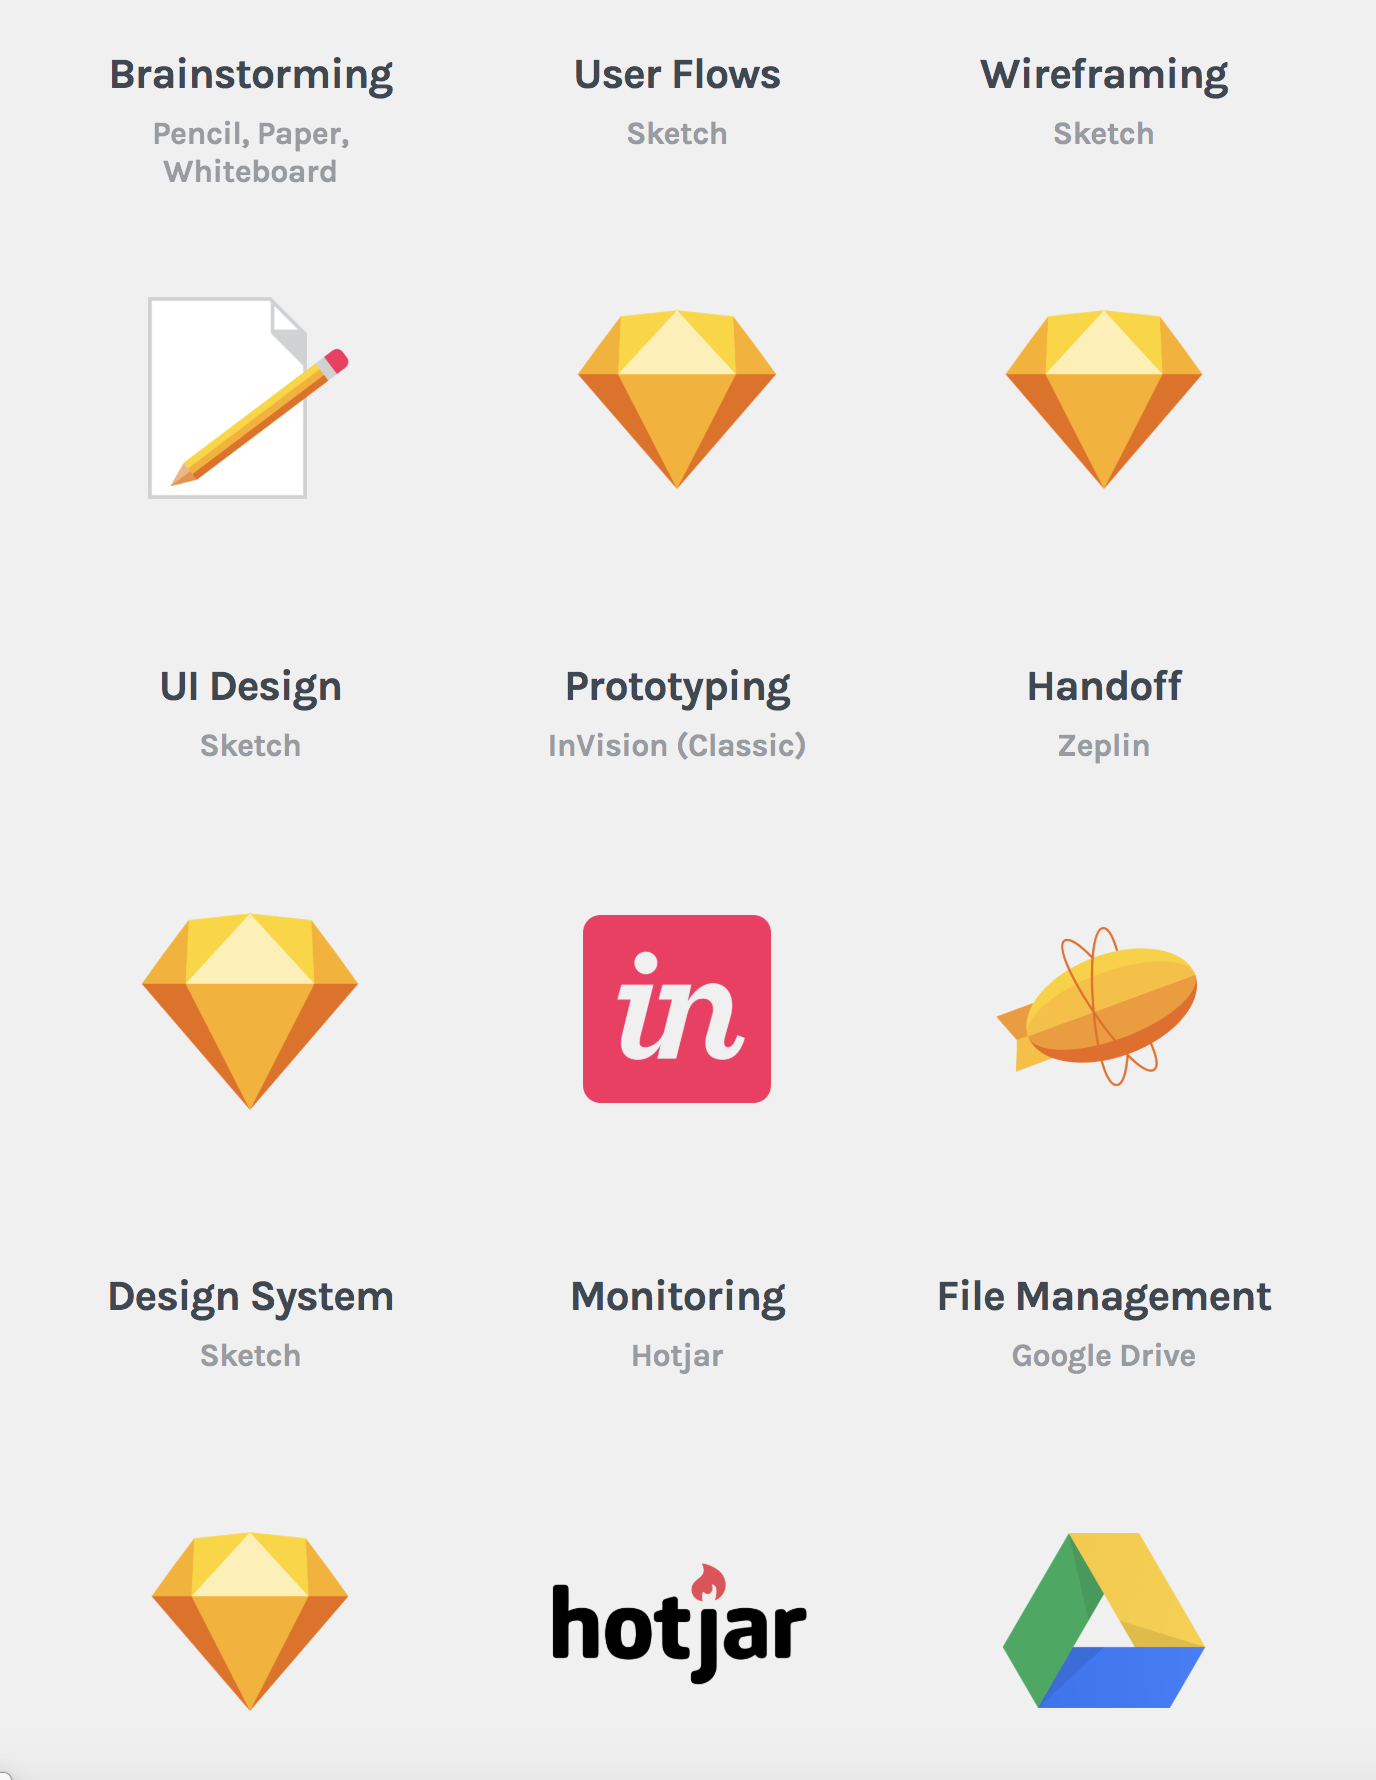 Brainstorming
Pencil, Paper,
Whiteboard
User Flows
Sketch
Wireframing
Sketch
UI Design
Sketch
Prototyping
InVision (Classic)
in
Handoff
Zeplin
Design System
Sketch
Monitoring
Hotjar
hotjar
File Management
Google Drive